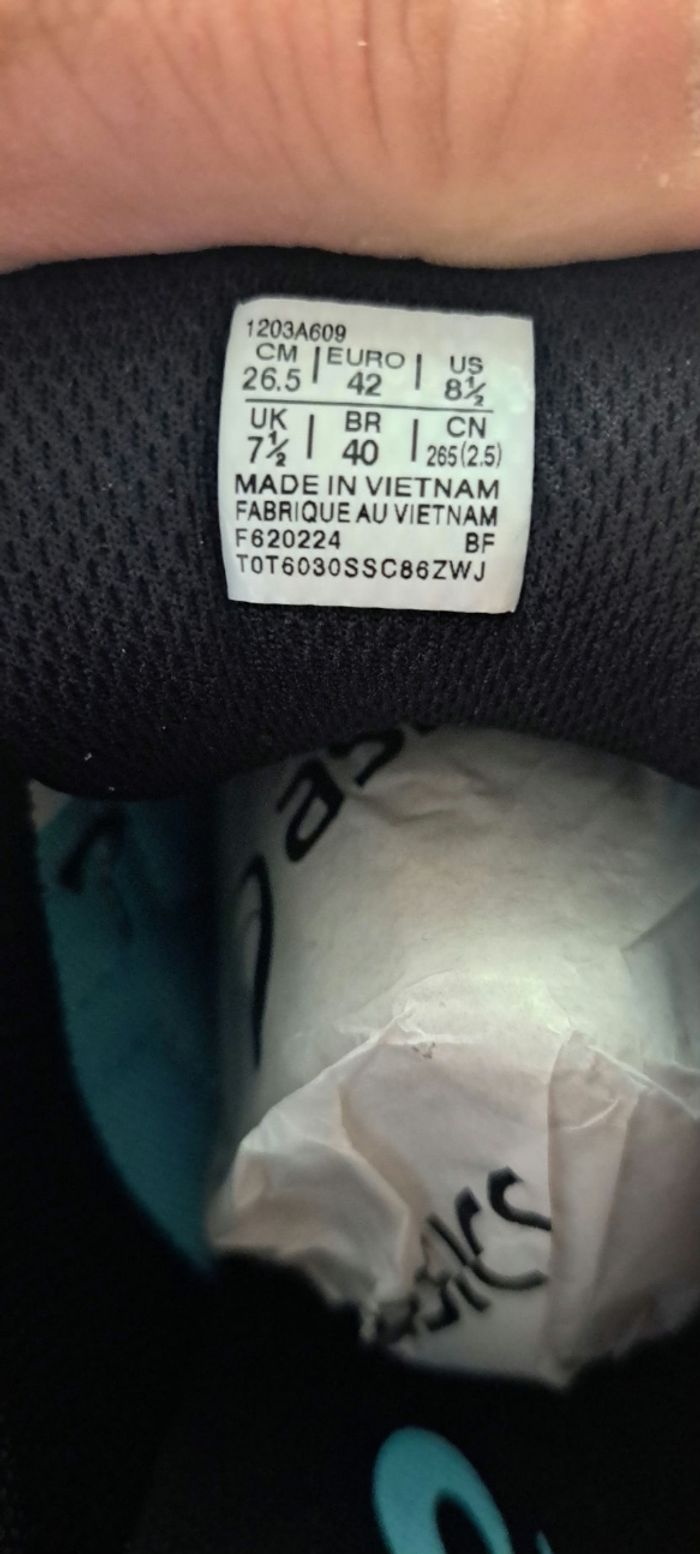 1203A609
CM | EURO | US
26.5 | 42 | 8½
UK | BR | CN
7½ | 40 | 265(2.5)
MADE IN VIETNAM
FABRIQUE AU VIETNAM
F620224 BF
T0T6030SSC86ZWJ